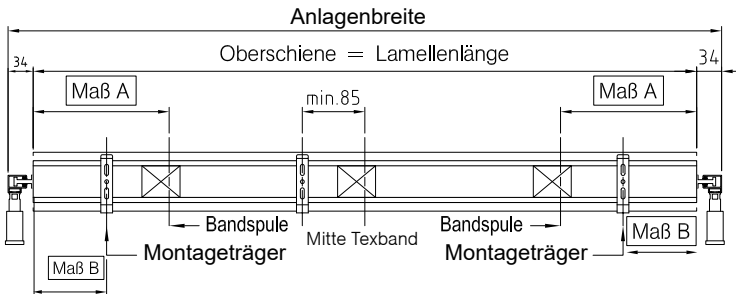 Anlagenbreite
34 Oberschiene = Lamellenlänge 34
Maß A min.85 Maß A
Bandspule Mitte Texband Bandspule
Montageträger Montageträger
Maß B Maß B